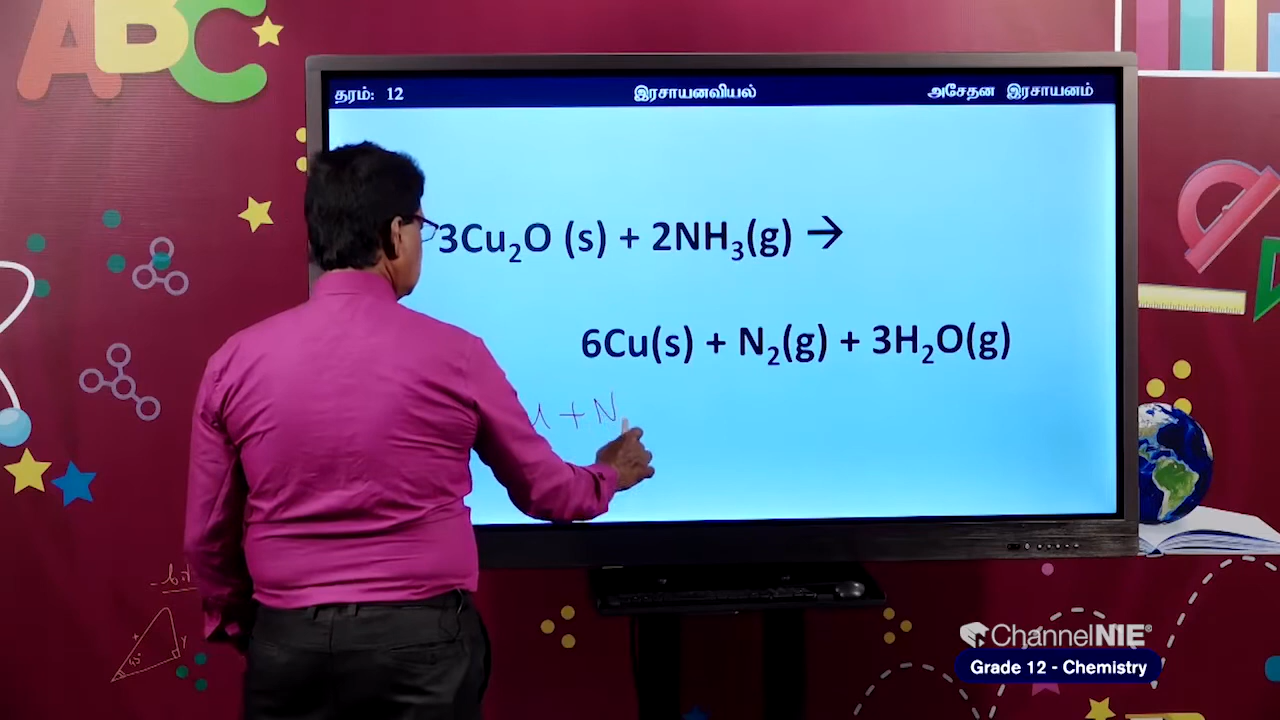 ABC
தரம்: 12 இரசாயனவியல் அசேதன இரசாயனம்
3Cu₂O (s) + 2NH₃(g) →
6Cu(s) + N₂(g) + 3H₂O(g)
+ N
45°
ChannelNIE®
Grade 12 - Chemistry